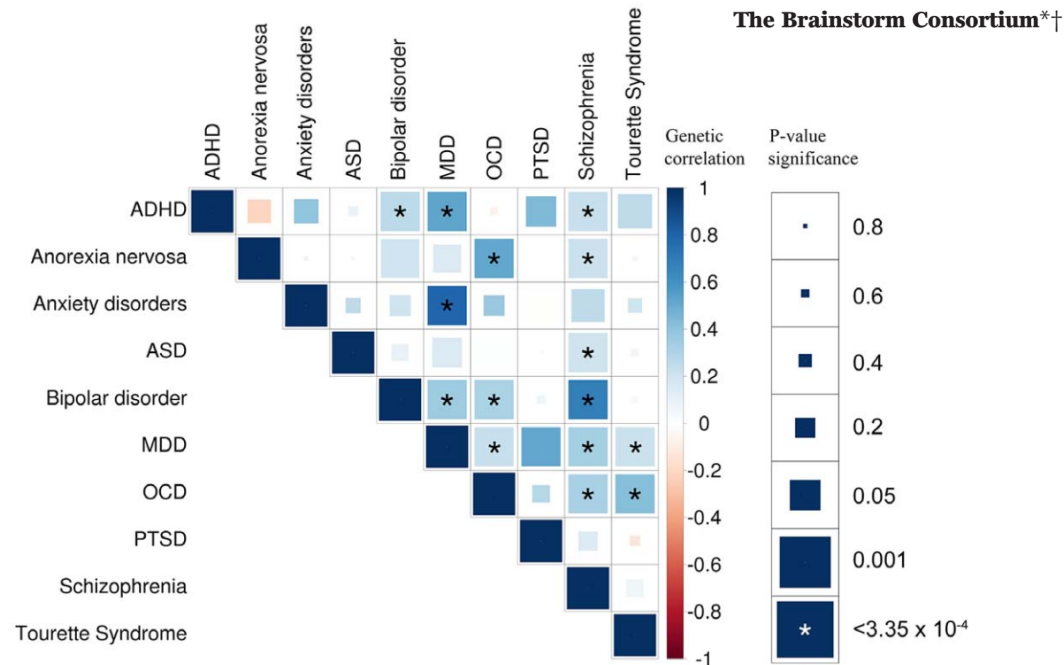 The Brainstorm Consortium*†
ADHD
Anorexia nervosa
Anxiety disorders
ASD
Bipolar disorder
MDD
OCD
PTSD
Schizophrenia
Tourette Syndrome
Genetic
correlation
P-value
significance
ADHD
Anorexia nervosa
Anxiety disorders
ASD
Bipolar disorder
MDD
OCD
PTSD
Schizophrenia
Tourette Syndrome
* * *
* *
*
*
* * *
* * *
* *
1
0.8
0.6
0.4
0.2
0
-0.2
-0.4
-0.6
-0.8
-1
0.8
0.6
0.4
0.2
0.05
0.001
* <3.35 x 10⁻⁴